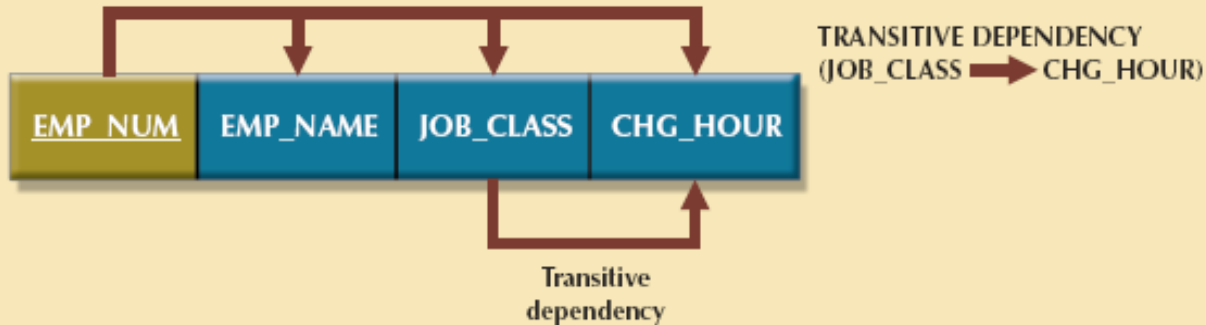 TRANSITIVE DEPENDENCY
(JOB_CLASS CHG_HOUR)
EMP_NUM EMP_NAME JOB_CLASS CHG_HOUR
Transitive
dependency